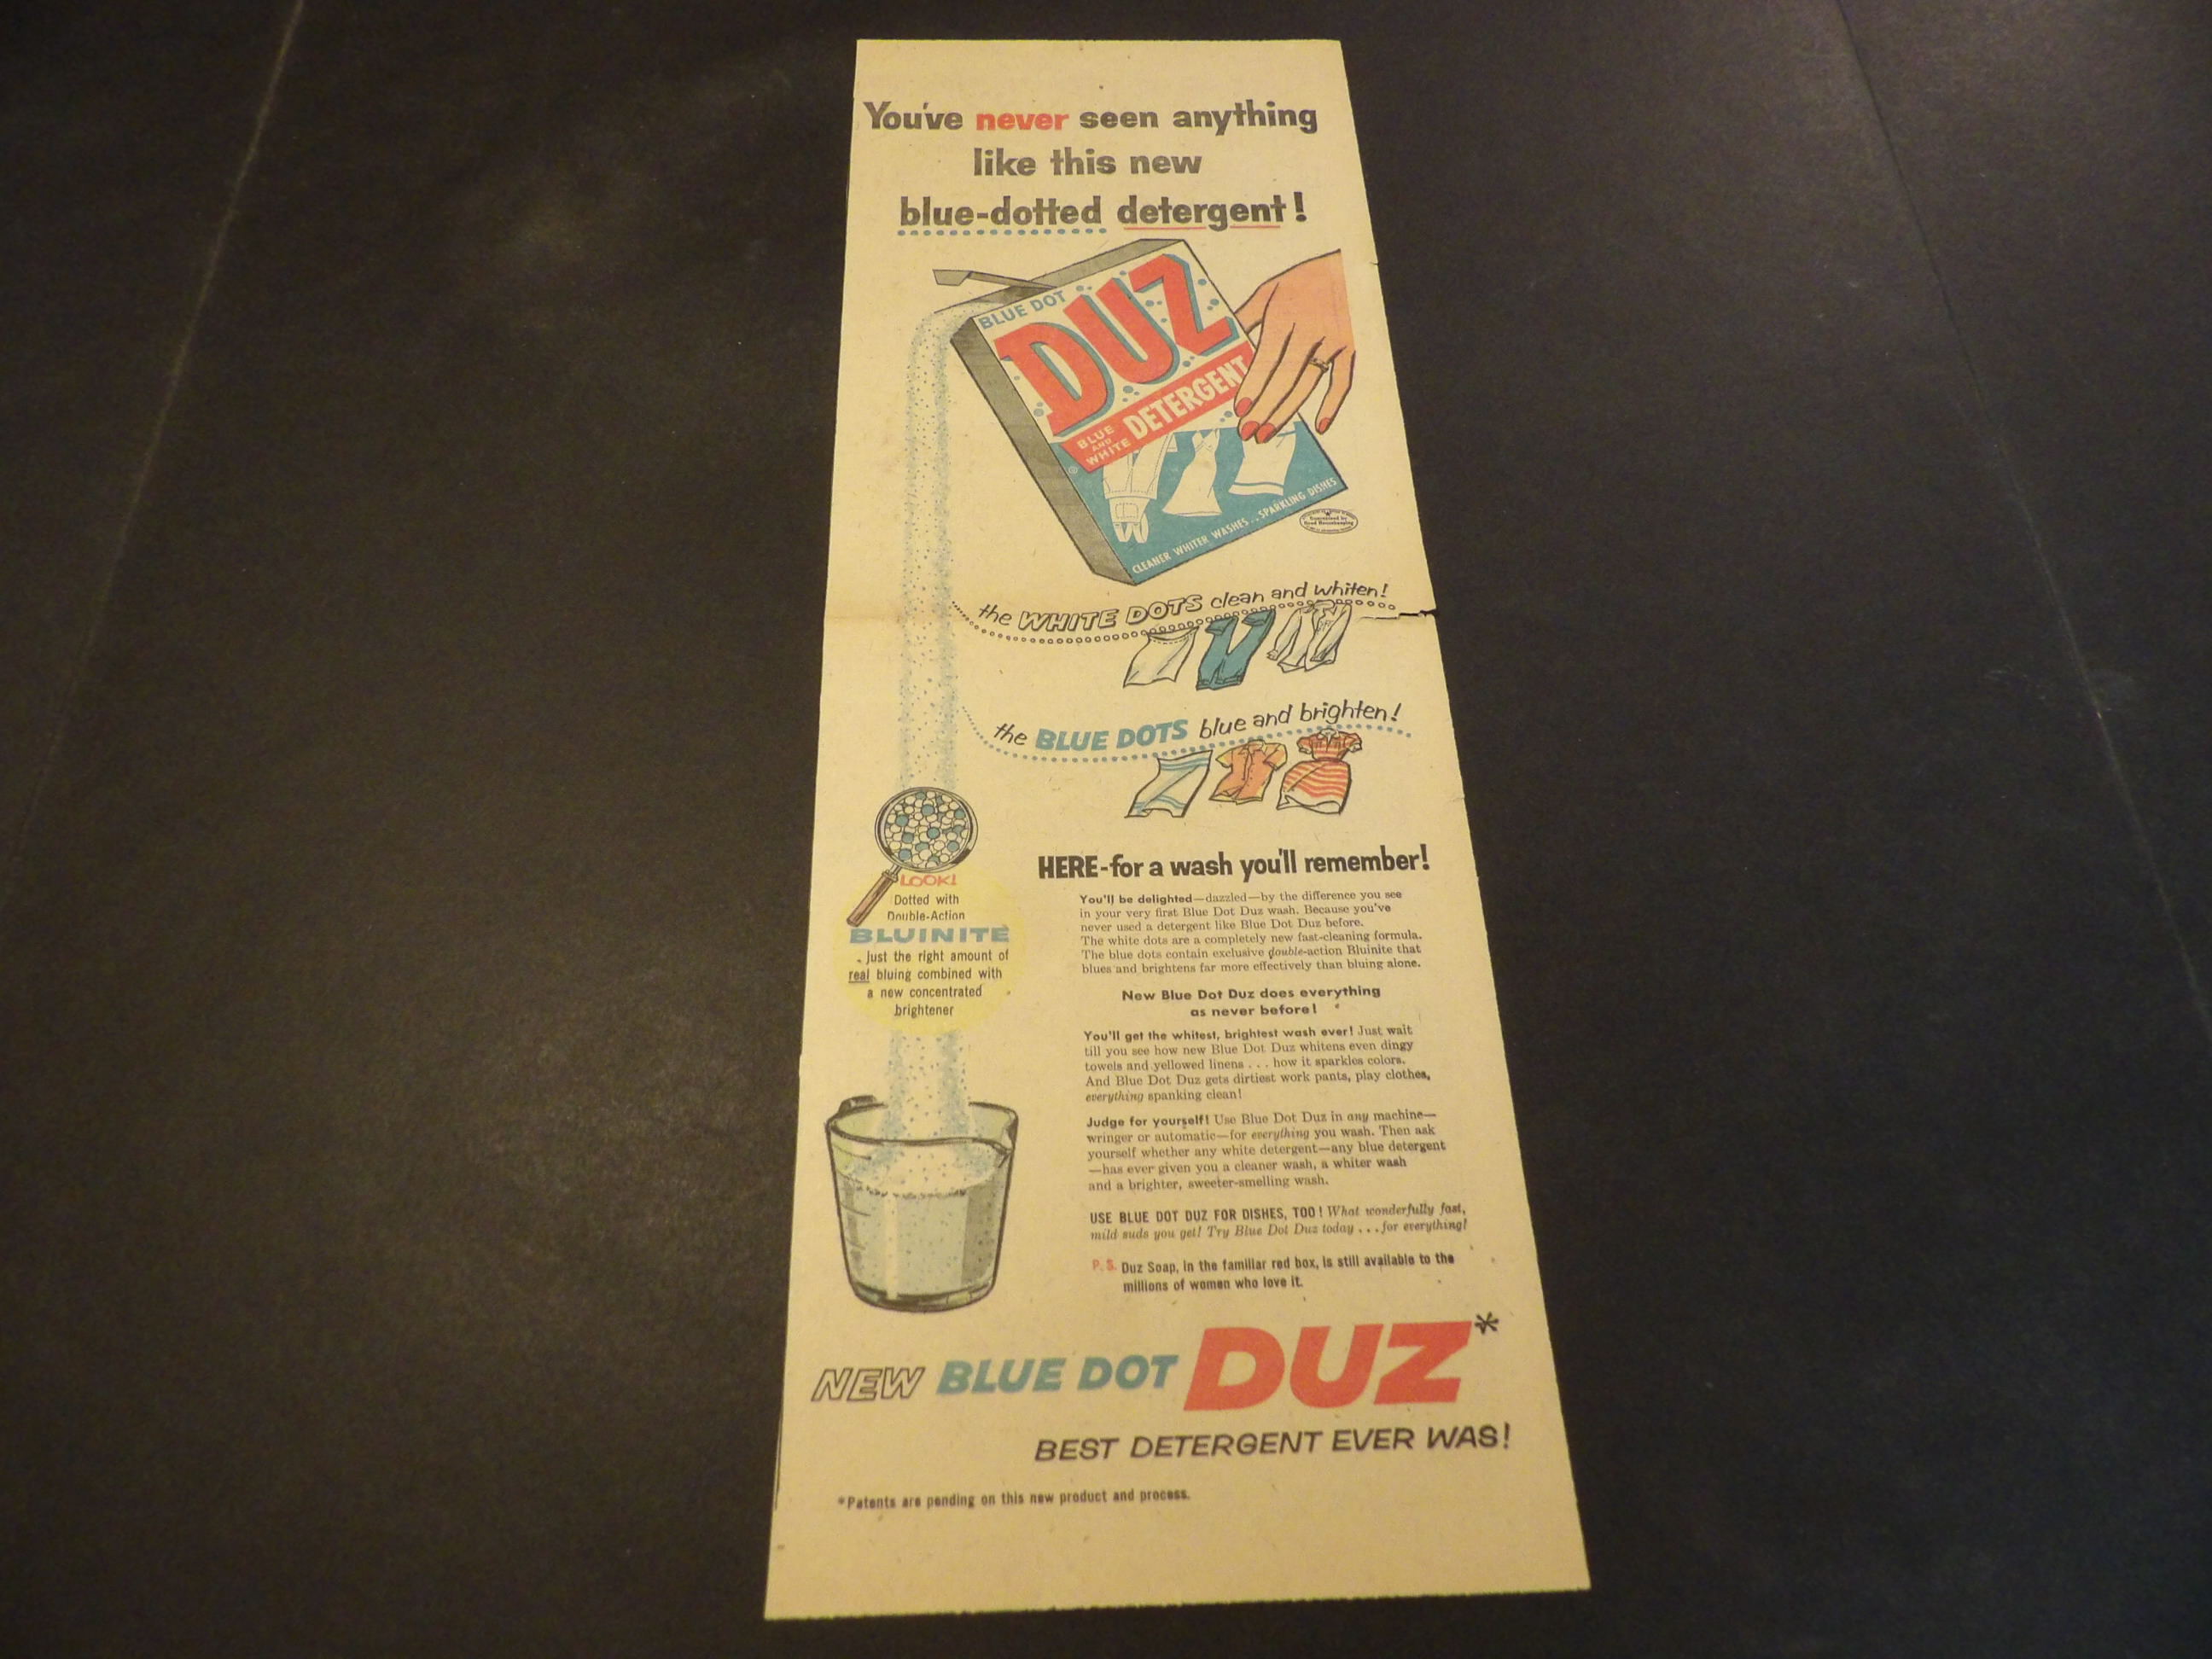 You've never seen anything
like this new
blue-dotted detergent!
BLUE DOT
DUZ
BLUE
AND
WHITE
DETERGENT
CLEANER WHITER WASHES...SPARKLING DISHES
Guaranteed by
Good Housekeeping
the WHITE DOTS clean and whiten!
the BLUE DOTS blue and brighten!
LOOK!
Dotted with
Double-Action
BLUINITE
Just the right amount of
real bluing combined with
a new concentrated
brightener
HERE-for a wash you'll remember!
You'll be delighted—dazzled—by the difference you see
in your very first Blue Dot Duz wash. Because you've
never used a detergent like Blue Dot Duz before.
The white dots are a completely new fast-cleaning formula.
The blue dots contain exclusive double-action Bluinite that
blues and brightens far more effectively than bluing alone.
New Blue Dot Duz does everything
as never before!
You'll get the whitest, brightest wash ever! Just wait
till you see how new Blue Dot Duz whitens even dingy
towels and yellowed linens . . . how it sparkles colors.
And Blue Dot Duz gets dirtiest work pants, play clothes,
everything spanking clean!
Judge for yourself! Use Blue Dot Duz in any machine—
wringer or automatic—for everything you wash. Then ask
yourself whether any white detergent—any blue detergent
—has ever given you a cleaner wash, a whiter wash
and a brighter, sweeter-smelling wash.
USE BLUE DOT DUZ FOR DISHES, TOO! What wonderfully fast,
mild suds you get! Try Blue Dot Duz today . . . for everything!
P.S. Duz Soap, in the familiar red box, is still available to the
millions of women who love it.
NEW BLUE DOT DUZ*
BEST DETERGENT EVER WAS!
*Patents are pending on this new product and process.